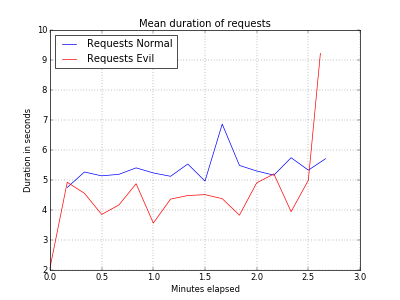 Mean duration of requests
Requests Normal
Requests Evil
Duration in seconds
10
9
8
7
6
5
4
3
2
0.0 0.5 1.0 1.5 2.0 2.5 3.0
Minutes elapsed